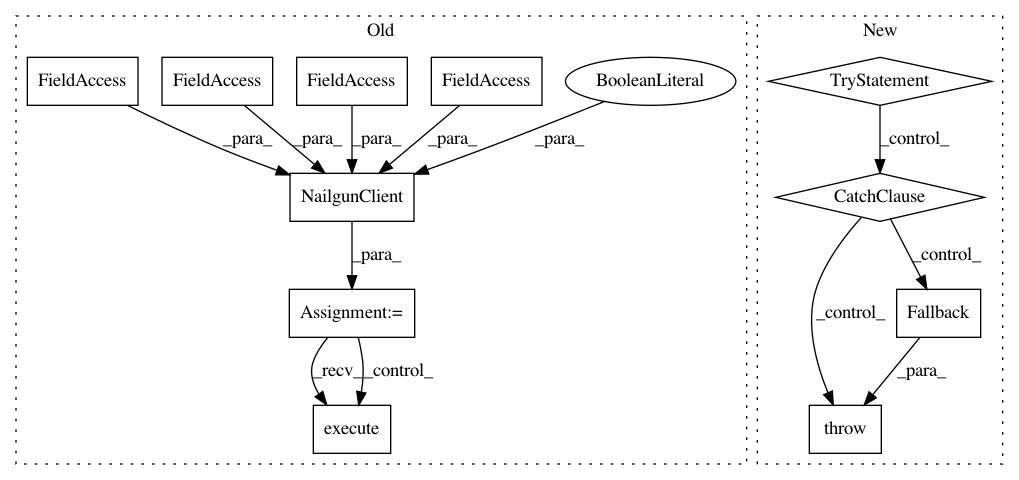 Old
New
FieldAccess
FieldAccess
FieldAccess
FieldAccess
BooleanLiteral
TryStatement
_para_
_para_
_para_
_para_
_para_
_control_
NailgunClient
CatchClause
_para_
_control_
Assignment:=
_control_
Fallback
_recv_
_control_
_para_
execute
throw